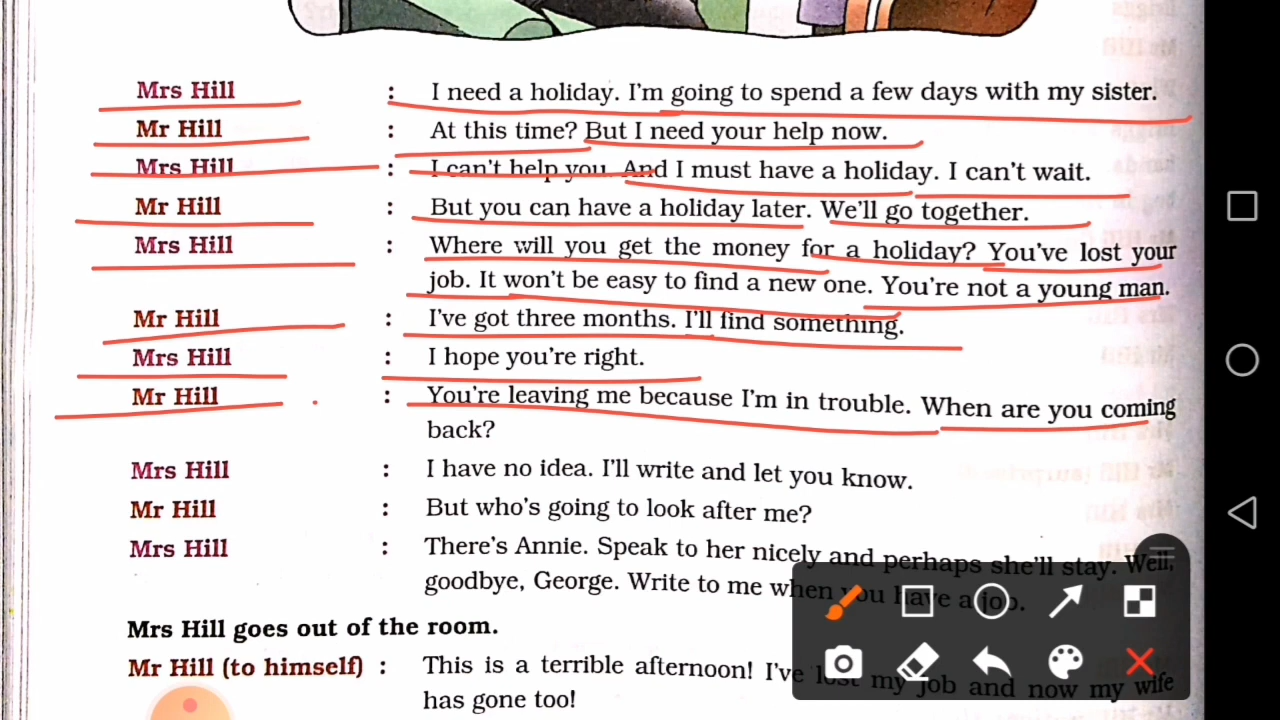 Mrs Hill : I need a holiday. I'm going to spend a few days with my sister.
Mr Hill : At this time? But I need your help now.
Mrs Hill : I can't help you. And I must have a holiday. I can't wait.
Mr Hill : But you can have a holiday later. We'll go together.
Mrs Hill : Where will you get the money for a holiday? You've lost your
job. It won't be easy to find a new one. You're not a young man.
Mr Hill : I've got three months. I'll find something.
Mrs Hill : I hope you're right.
Mr Hill : You're leaving me because I'm in trouble. When are you coming
back?
Mrs Hill : I have no idea. I'll write and let you know.
Mr Hill : But who's going to look after me?
Mrs Hill : There's Annie. Speak to her nicely and perhaps she'll stay. Well,
goodbye, George. Write to me when you have a job.
Mrs Hill goes out of the room.
Mr Hill (to himself) : This is a terrible afternoon! I've lost my job and now my wife
has gone too!